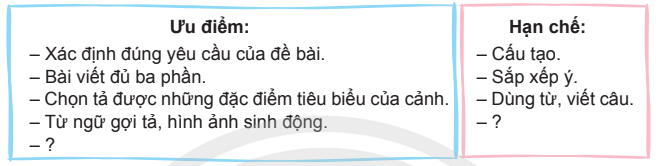 Ưu điểm:
– Xác định đúng yêu cầu của đề bài.
– Bài viết đủ ba phần.
– Chọn tả được những đặc điểm tiêu biểu của cảnh.
– Từ ngữ gợi tả, hình ảnh sinh động.
– ?
Hạn chế:
– Cấu tạo.
– Sắp xếp ý.
– Dùng từ, viết câu.
– ?